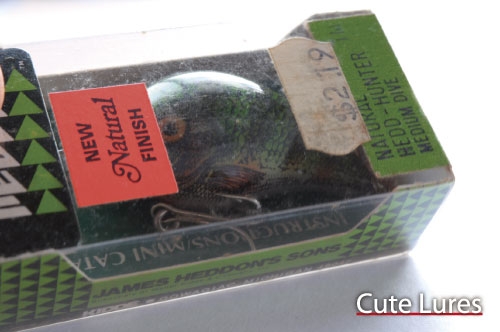 NEW
Natural
FINISH
$2.19
NATURAL
HEDD-HUNTER
MEDIUM DIVE
INSTRUCTIONS/MINI CATA
JAMES HEDDON'S SONS
Cute Lures